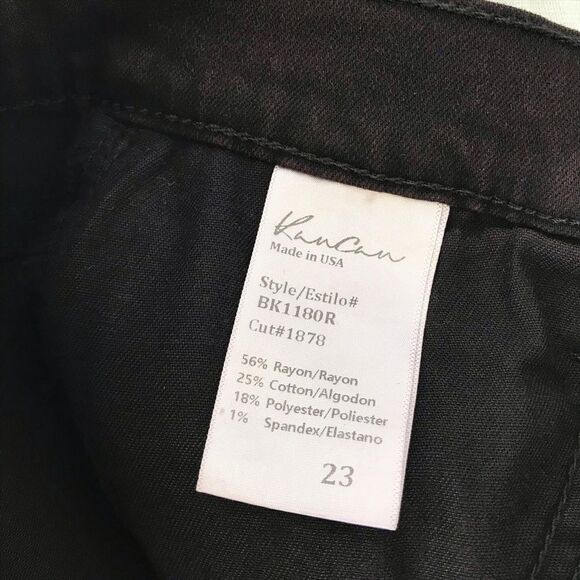 KanCan
Made in USA
Style/Estilo#
BK1180R
Cut#1878
56% Rayon/Rayon
25% Cotton/Algodon
18% Polyester/Poliester
1% Spandex/Elastano
23